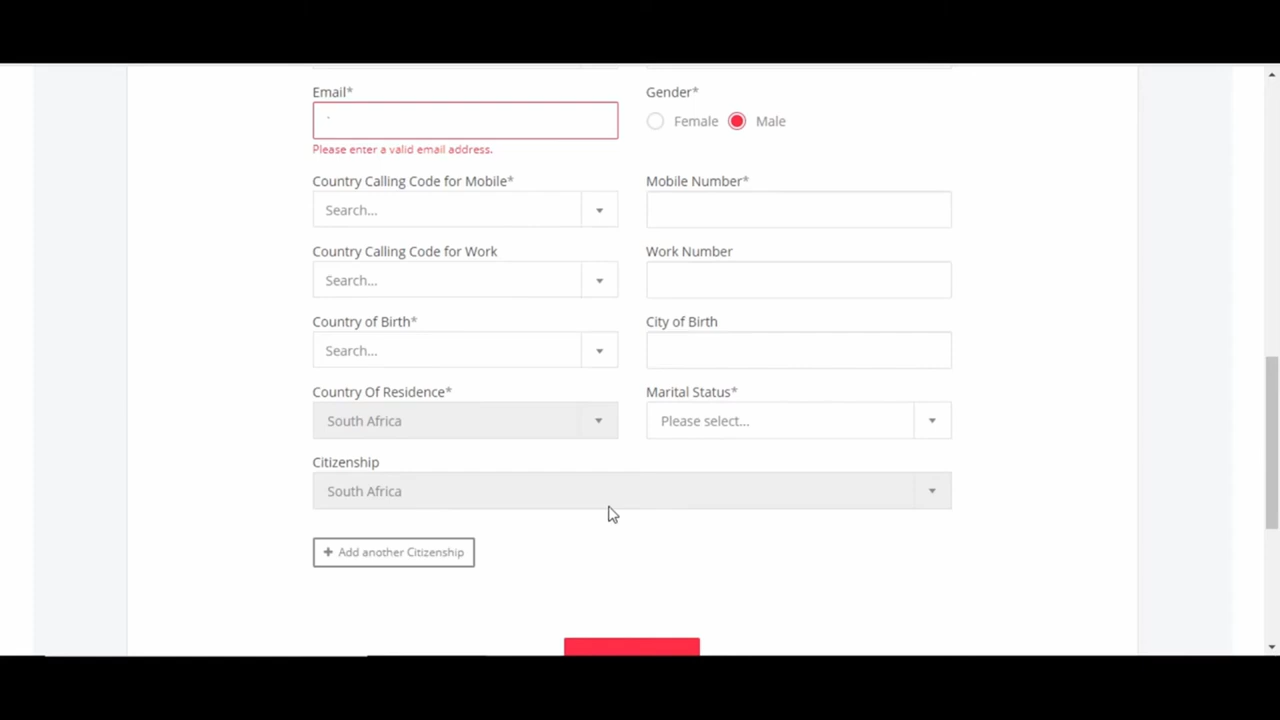 Email* Gender*
` Female Male
Please enter a valid email address.
Country Calling Code for Mobile* Mobile Number*
Search...
Country Calling Code for Work Work Number
Search...
Country of Birth* City of Birth
Search...
Country Of Residence* Marital Status*
South Africa Please select...
Citizenship
South Africa
+ Add another Citizenship